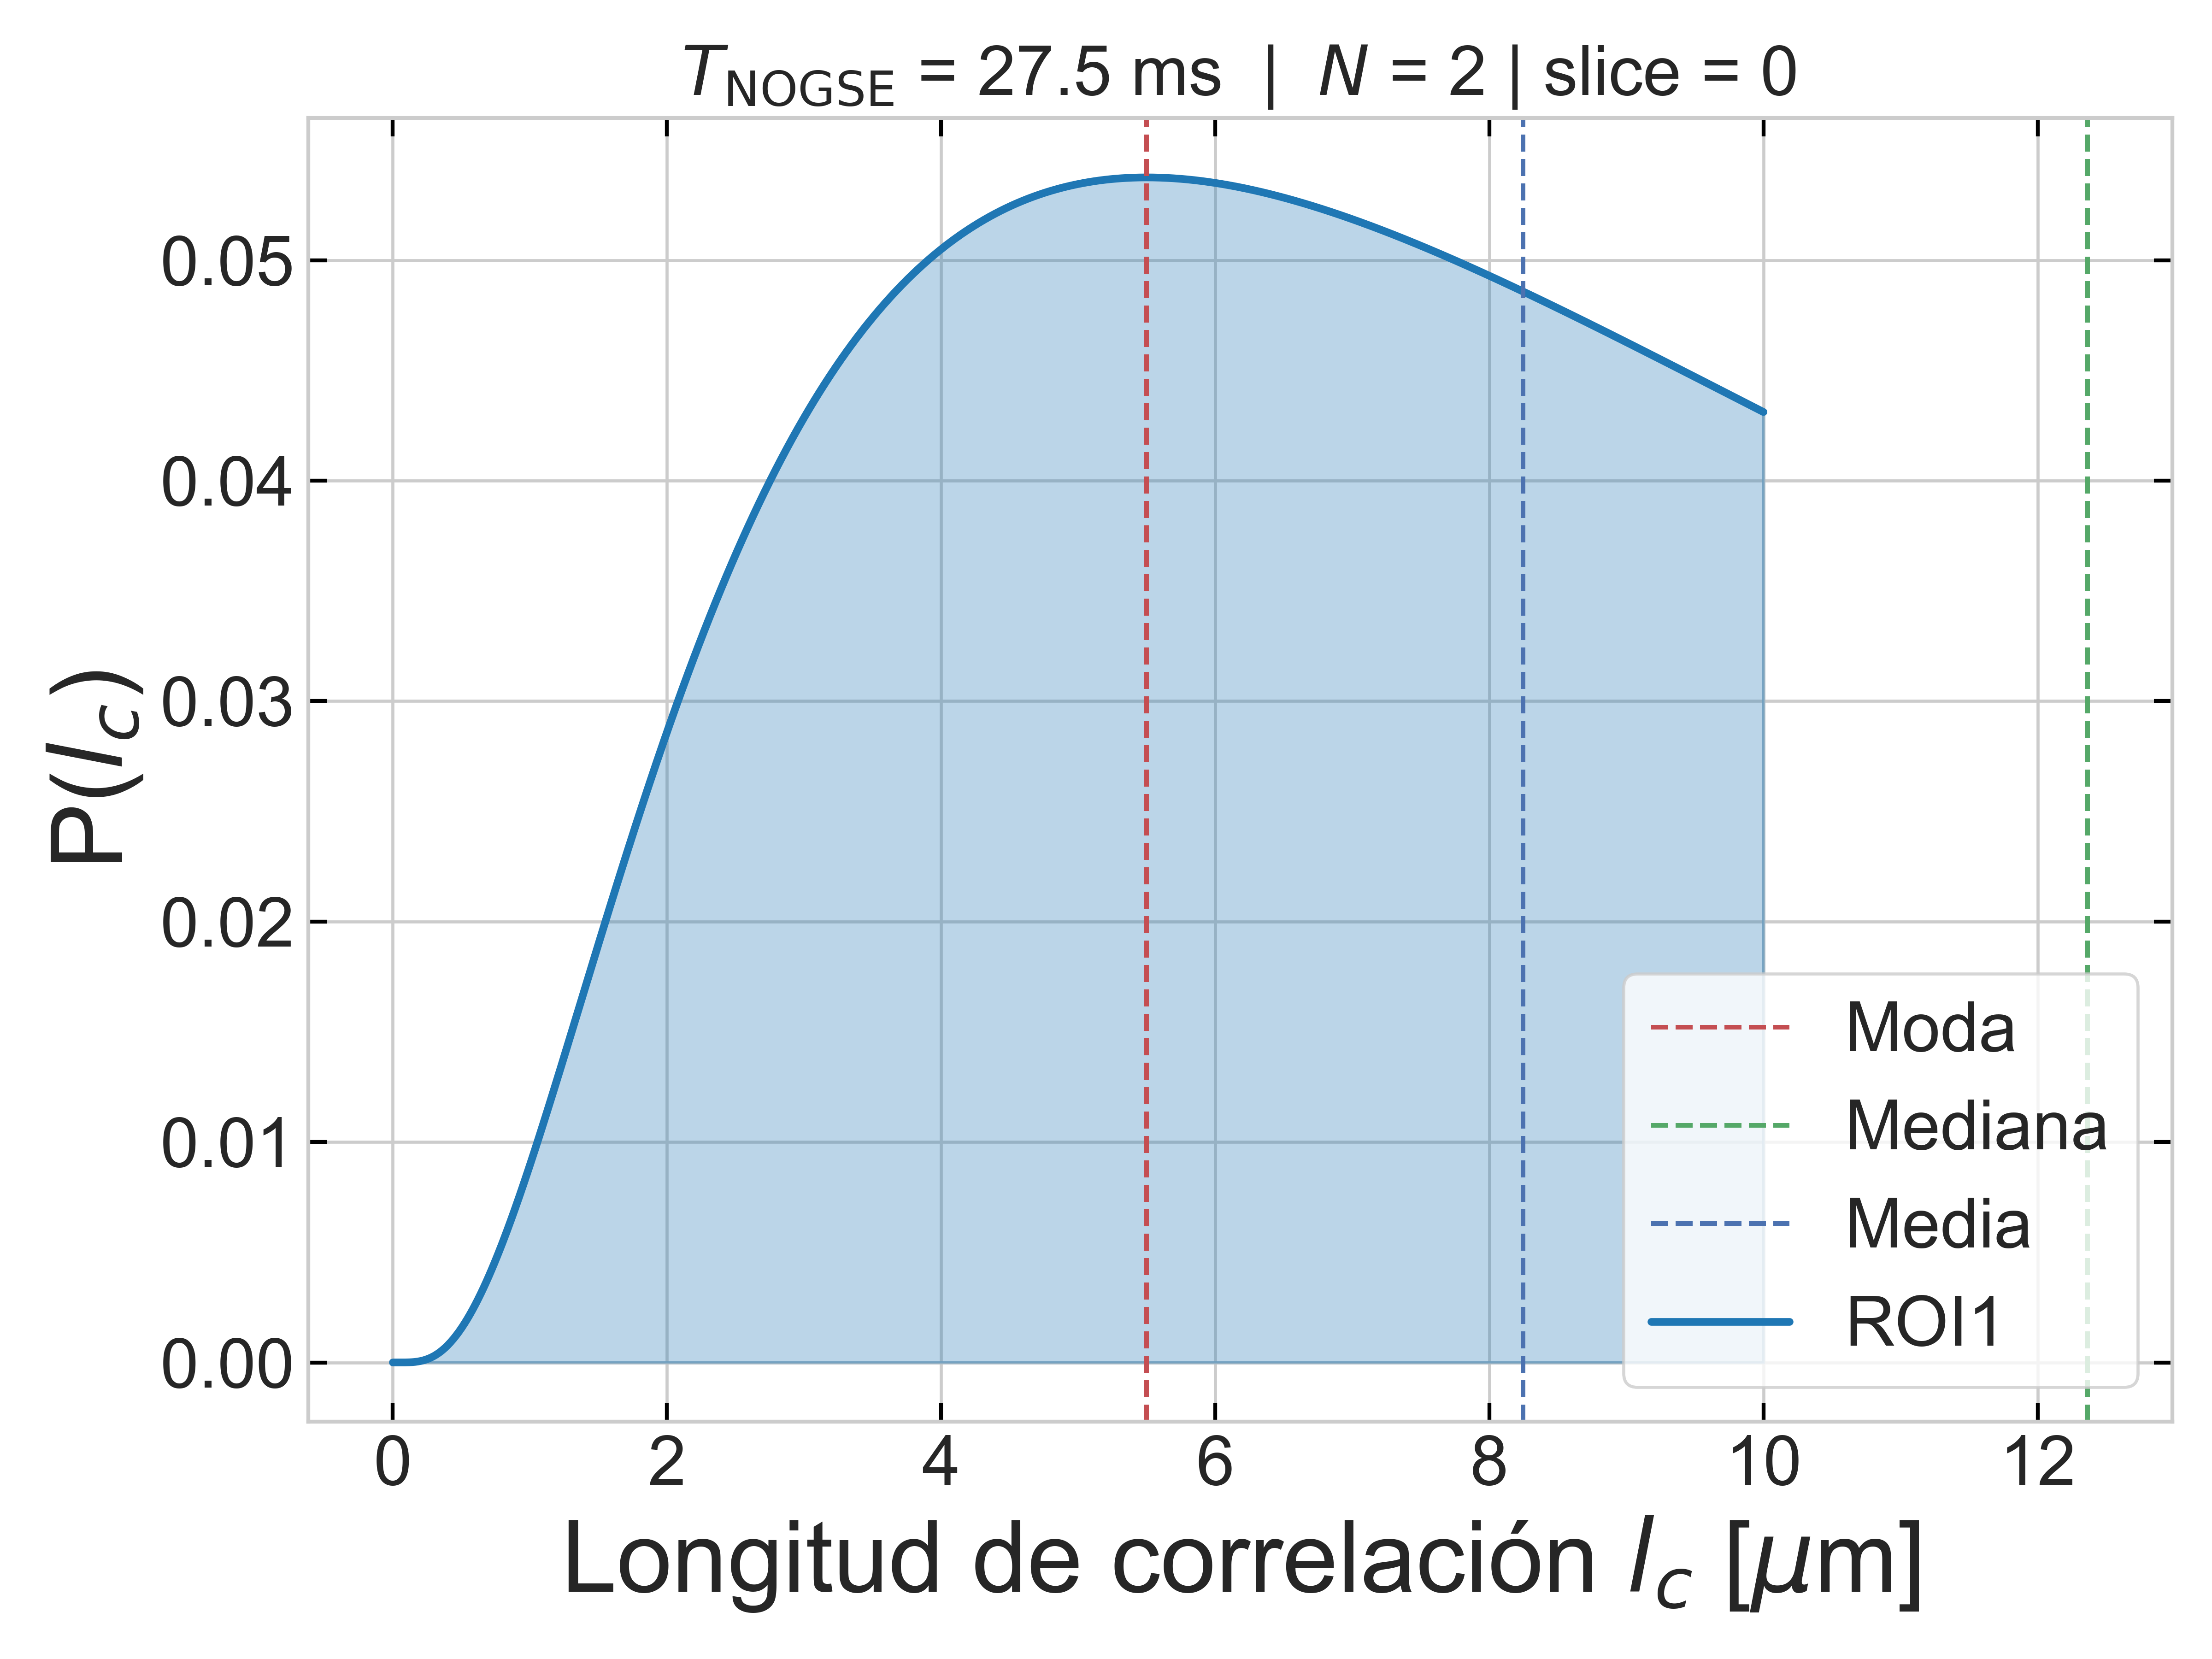 T_NOGSE = 27.5 ms | N = 2 | slice = 0
P(l_c)
0.05
0.04
0.03
0.02
0.01
0.00
Moda
Mediana
Media
ROI1
0 2 4 6 8 10 12
Longitud de correlación l_c [μm]